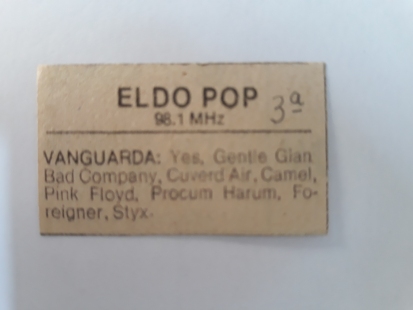 ELDO POP
98.1 MHz
3ª
VANGUARDA: Yes, Gentle Gian
Bad Company, Cuverd Air, Camel,
Pink Floyd, Procum Harum, Fo-
reigner, Styx.